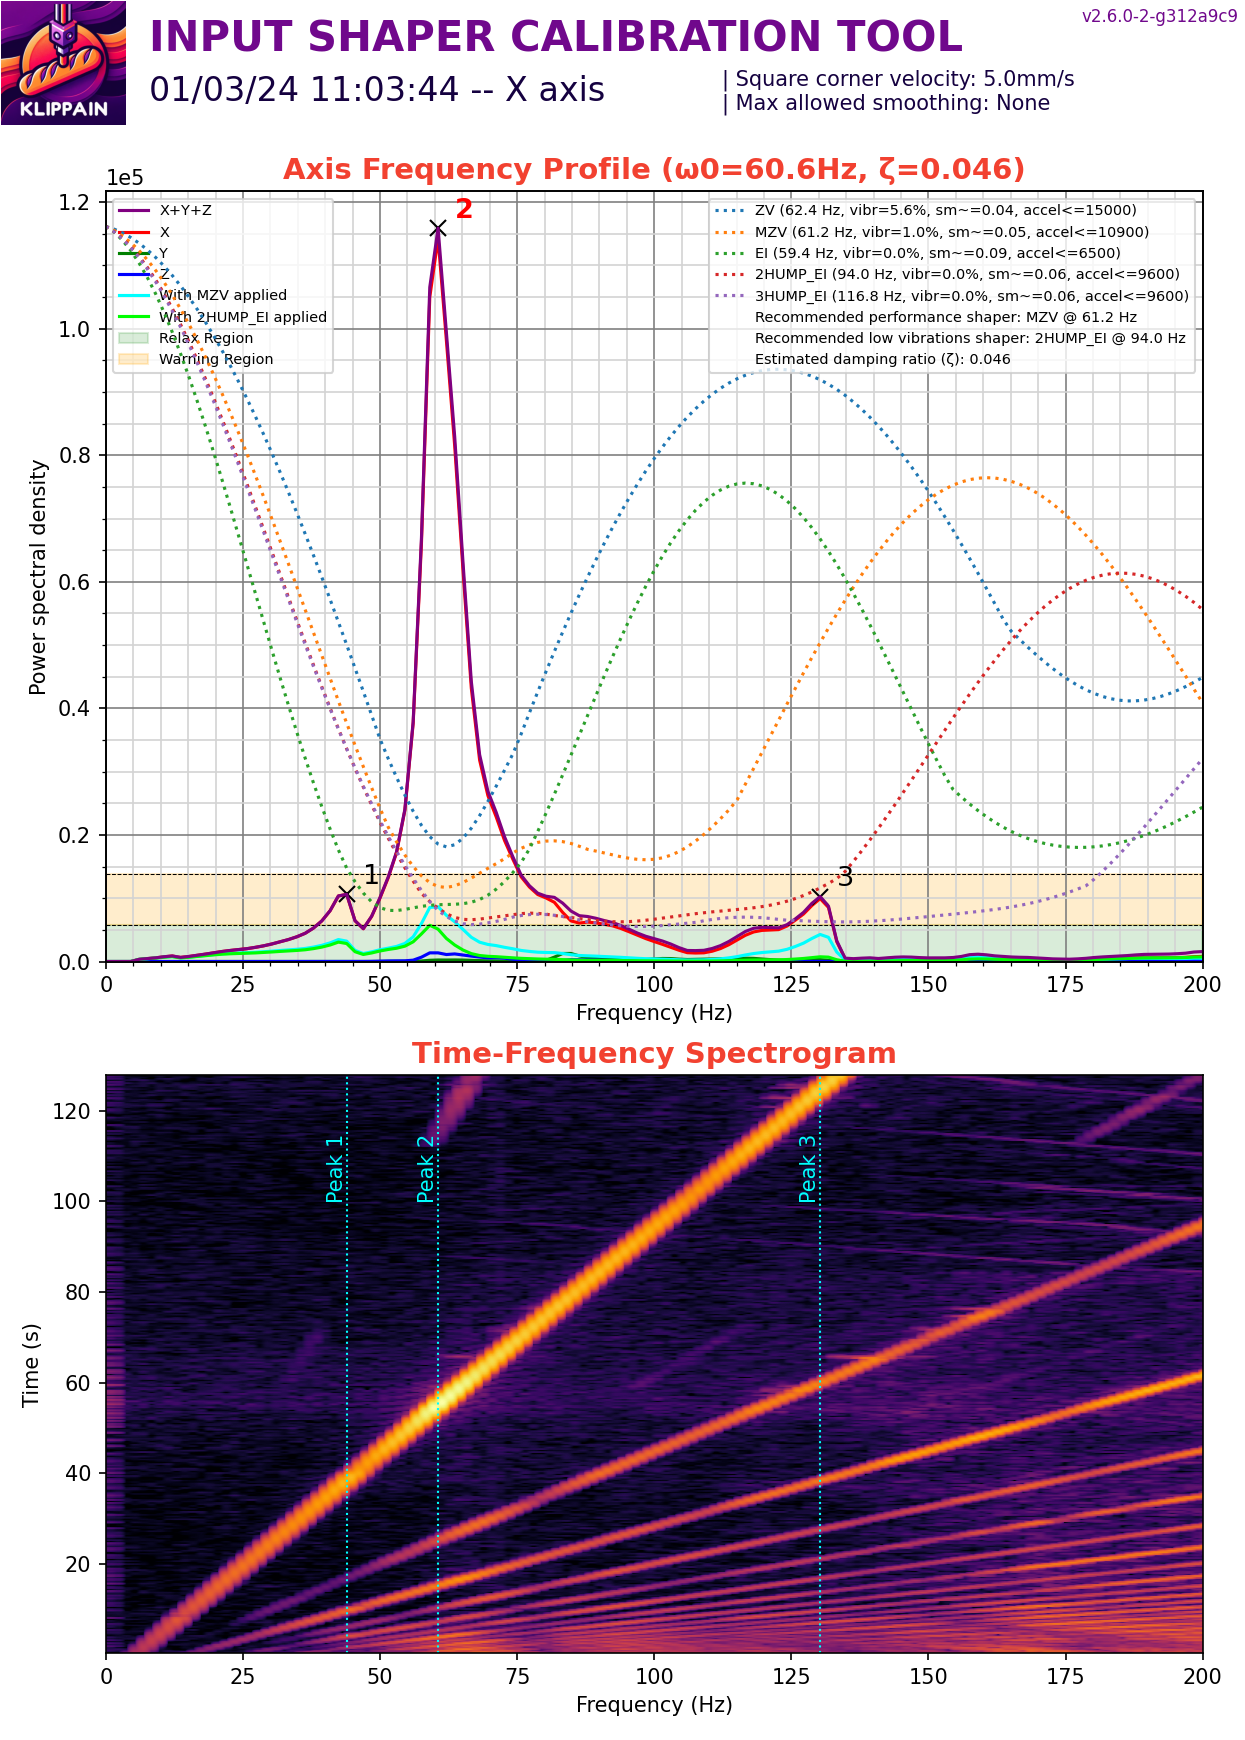 v2.6.0-2-g312a9c9
INPUT SHAPER CALIBRATION TOOL
01/03/24 11:03:44 -- X axis
| Square corner velocity: 5.0mm/s
| Max allowed smoothing: None
KLIPPAIN
Axis Frequency Profile (ω0=60.6Hz, ζ=0.046)
1e5
X+Y+Z
X
Y
Z
With MZV applied
With 2HUMP_EI applied
Relax Region
Warning Region
ZV (62.4 Hz, vibr=5.6%, sm~=0.04, accel<=15000)
MZV (61.2 Hz, vibr=1.0%, sm~=0.05, accel<=10900)
EI (59.4 Hz, vibr=0.0%, sm~=0.09, accel<=6500)
2HUMP_EI (94.0 Hz, vibr=0.0%, sm~=0.06, accel<=9600)
3HUMP_EI (116.8 Hz, vibr=0.0%, sm~=0.06, accel<=9600)
Recommended performance shaper: MZV @ 61.2 Hz
Recommended low vibrations shaper: 2HUMP_EI @ 94.0 Hz
Estimated damping ratio (ζ): 0.046
2
1
3
1.2
1.0
0.8
0.6
0.4
0.2
0.0
Power spectral density
0 25 50 75 100 125 150 175 200
Frequency (Hz)
Time-Frequency Spectrogram
Peak 1
Peak 2
Peak 3
120
100
80
60
40
20
Time (s)
0 25 50 75 100 125 150 175 200
Frequency (Hz)